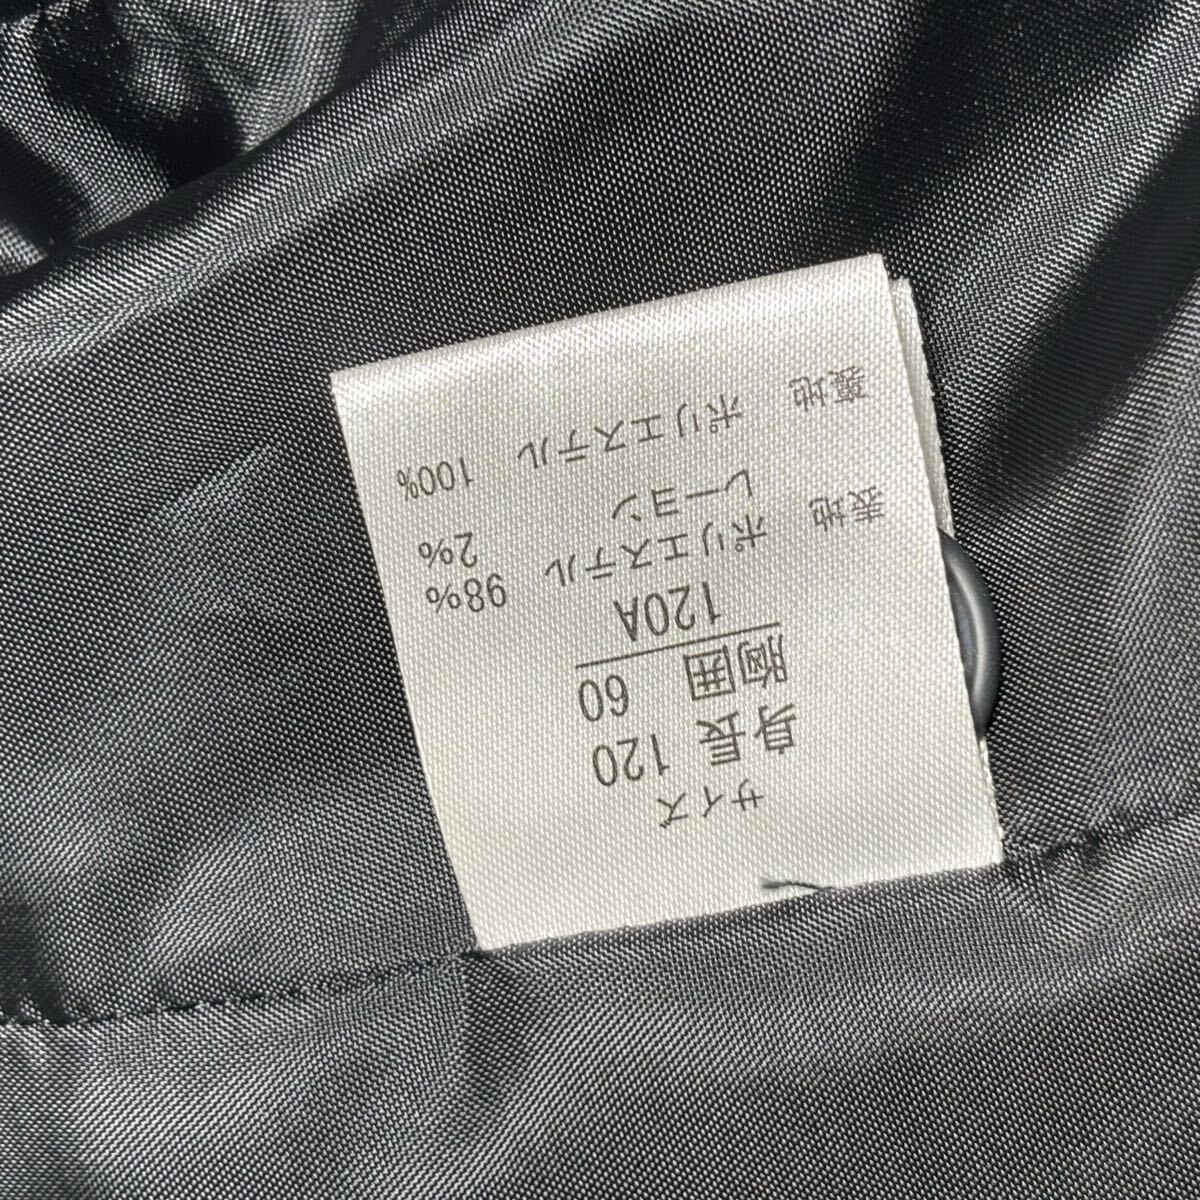 サイズ
身長 120
胸囲 60
120A
表地 ポリエステル 98%
レーヨン 2%
裏地 ポリエステル 100%